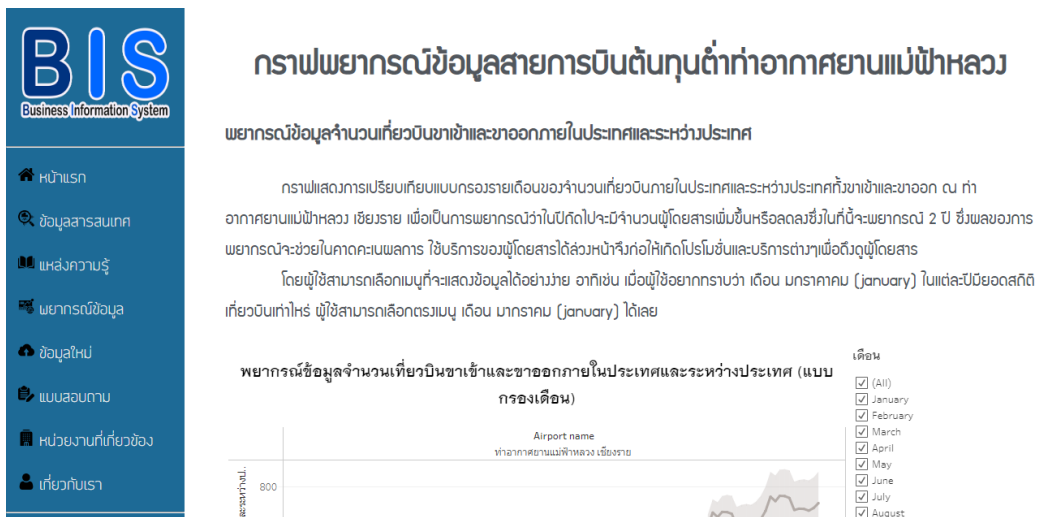 BIS
Business Information System
หน้าแรก
ข้อมูลสารสนเทศ
แหล่งความรู้
พยากรณ์ข้อมูล
ข้อมูลใหม่
แบบสอบถาม
หน่วยงานที่เกี่ยวข้อง
เกี่ยวกับเรา
กราฟพยากรณ์ข้อมูลสายการบินต้นทุนต่ำท่าอากาศยานแม่ฟ้าหลวง
พยากรณ์ข้อมูลจำนวนเที่ยวบินขาเข้าและขาออกภายในประเทศและระหว่างประเทศ
กราฟแสดงการเปรียบเทียบแบบกรองรายเดือนของจำนวนเที่ยวบินภายในประเทศและระหว่างประเทศทั้งขาเข้าและขาออก ณ ท่า
อากาศยานแม่ฟ้าหลวง เชียงราย เพื่อเป็นการพยากรณ์ว่าในปีถัดไปจะมีจำนวนผู้โดยสารเพิ่มขึ้นหรือลดลงซึ่งในที่นี้จะพยากรณ์ 2 ปี ซึ่งผลของการ
พยากรณ์จะช่วยในคาดคะเนผลการ ใช้บริการของผู้โดยสารได้ล่วงหน้าจึงก่อให้เกิดโปรโมชั่นและบริการต่างๆเพื่อดึงดูผู้โดยสาร
โดยผู้ใช้สามารถเลือกเมนูที่จะแสดงข้อมูลได้อย่างง่าย อาทิเช่น เมื่อผู้ใช้อยากทราบว่า เดือน มกราคาคม (january) ในแต่ละปีมียอดสถิติ
เที่ยวบินเท่าไหร่ ผู้ใช้สามารถเลือกตรงเมนู เดือน มากราคม (january) ได้เลย
พยากรณ์ข้อมูลจำนวนเที่ยวบินขาเข้าและขาออกภายในประเทศและระหว่างประเทศ (แบบ
กรองเดือน)
Airport name
ท่าอากาศยานแม่ฟ้าหลวง เชียงราย
800
เดือน
(All)
January
February
March
April
May
June
July
August